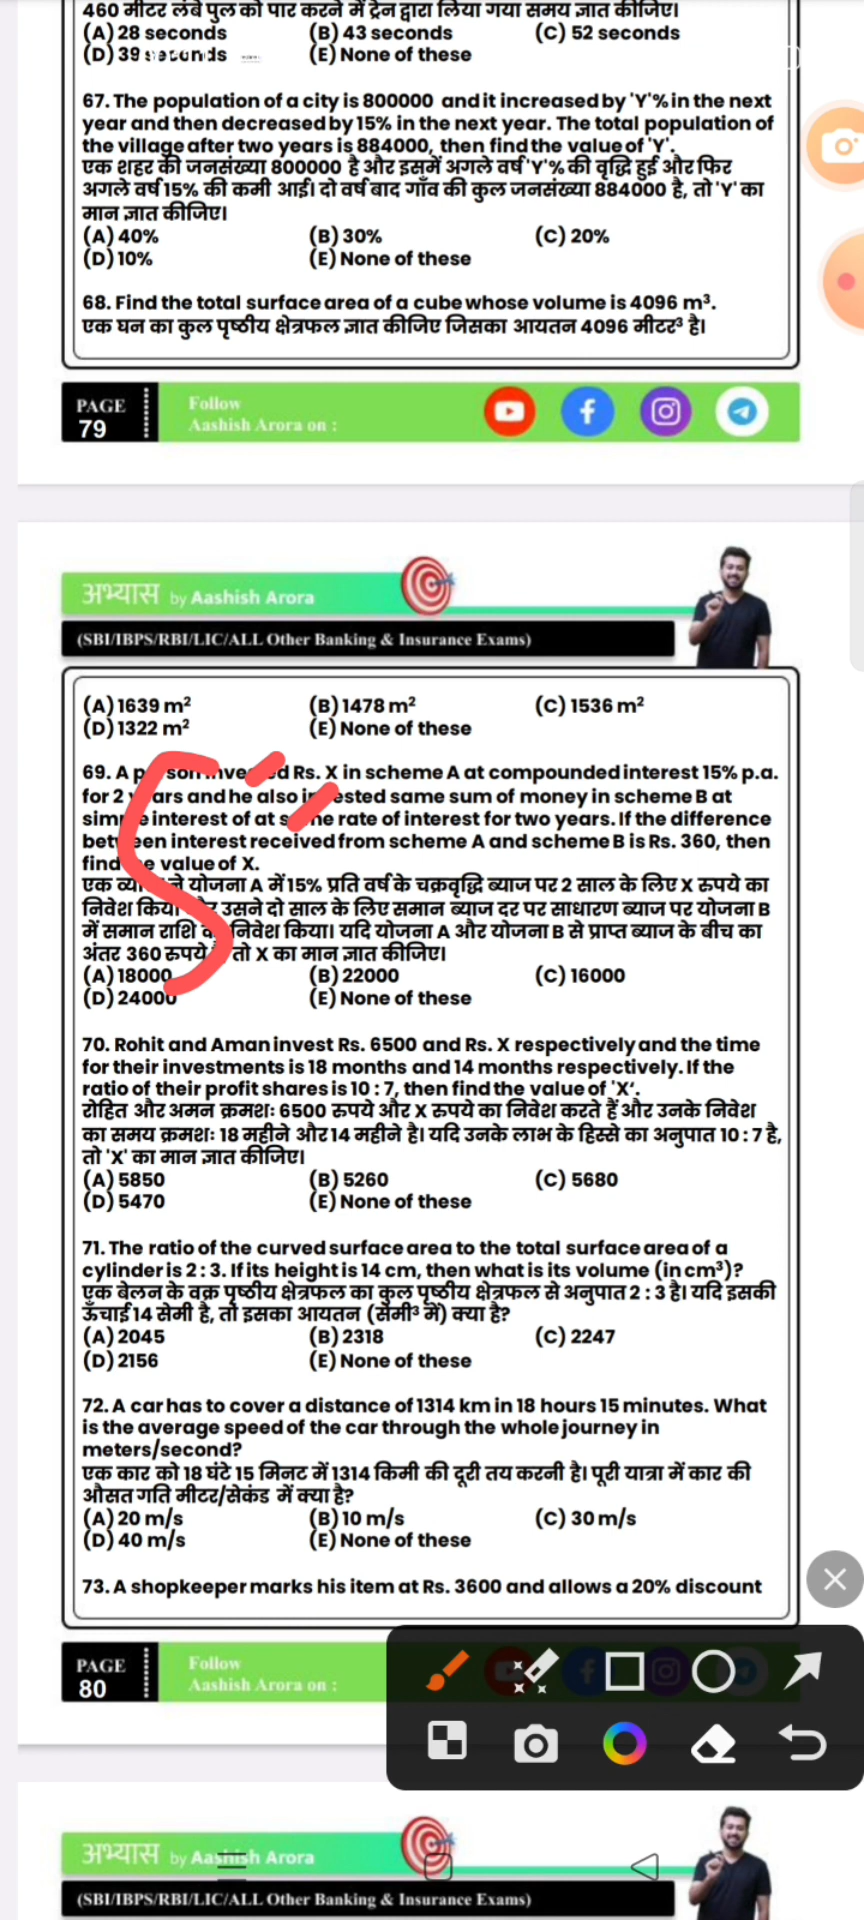 460 मीटर लंबे पुल को पार करने में ट्रेन द्वारा लिया गया समय ज्ञात कीजिए।
(A) 28 seconds (B) 43 seconds (C) 52 seconds
(D) 39 seconds (E) None of these
67. The population of a city is 800000 and it increased by 'Y'% in the next
year and then decreased by 15% in the next year. The total population of
the village after two years is 884000, then find the value of 'Y'.
एक शहर की जनसंख्या 800000 है और इसमें अगले वर्ष 'Y'% की वृद्धि हुई और फिर
अगले वर्ष 15% की कमी आई। दो वर्ष बाद गाँव की कुल जनसंख्या 884000 है, तो 'Y' का
मान ज्ञात कीजिए।
(A) 40% (B) 30% (C) 20%
(D) 10% (E) None of these
68. Find the total surface area of a cube whose volume is 4096 m³.
एक घन का कुल पृष्ठीय क्षेत्रफल ज्ञात कीजिए जिसका आयतन 4096 मीटर³ है।
PAGE 79
Follow
Aashish Arora on :
अभ्यास by Aashish Arora
(SBI/IBPS/RBI/LIC/ALL Other Banking & Insurance Exams)
(A) 1639 m² (B) 1478 m² (C) 1536 m²
(D) 1322 m² (E) None of these
69. A person invested Rs. X in scheme A at compounded interest 15% p.a.
for 2 years and he also invested same sum of money in scheme B at
simple interest of at same rate of interest for two years. If the difference
between interest received from scheme A and scheme B is Rs. 360, then
find the value of X.
एक व्यक्ति ने योजना A में 15% प्रति वर्ष के चक्रवृद्धि ब्याज पर 2 साल के लिए X रुपये का
निवेश किया और उसने दो साल के लिए समान ब्याज दर पर साधारण ब्याज पर योजना B
में समान राशि का निवेश किया। यदि योजना A और योजना B से प्राप्त ब्याज के बीच का
अंतर 360 रुपये है, तो X का मान ज्ञात कीजिए।
(A) 18000 (B) 22000 (C) 16000
(D) 24000 (E) None of these
70. Rohit and Aman invest Rs. 6500 and Rs. X respectively and the time
for their investments is 18 months and 14 months respectively. If the
ratio of their profit shares is 10 : 7, then find the value of 'X'.
रोहित और अमन क्रमशः 6500 रुपये और X रुपये का निवेश करते हैं और उनके निवेश
का समय क्रमशः 18 महीने और 14 महीने है। यदि उनके लाभ के हिस्से का अनुपात 10 : 7 है,
तो 'X' का मान ज्ञात कीजिए।
(A) 5850 (B) 5260 (C) 5680
(D) 5470 (E) None of these
71. The ratio of the curved surface area to the total surface area of a
cylinder is 2 : 3. If its height is 14 cm, then what is its volume (in cm³)?
एक बेलन के वक्र पृष्ठीय क्षेत्रफल का कुल पृष्ठीय क्षेत्रफल से अनुपात 2 : 3 है। यदि इसकी
ऊँचाई 14 सेमी है, तो इसका आयतन (सेमी³ में) क्या है?
(A) 2045 (B) 2318 (C) 2247
(D) 2156 (E) None of these
72. A car has to cover a distance of 1314 km in 18 hours 15 minutes. What
is the average speed of the car through the whole journey in
meters/second?
एक कार को 18 घंटे 15 मिनट में 1314 किमी की दूरी तय करनी है। पूरी यात्रा में कार की
औसत गति मीटर/सेकंड में क्या है?
(A) 20 m/s (B) 10 m/s (C) 30 m/s
(D) 40 m/s (E) None of these
73. A shopkeeper marks his item at Rs. 3600 and allows a 20% discount
PAGE 80
Follow
Aashish Arora on :
अभ्यास by Aashish Arora
(SBI/IBPS/RBI/LIC/ALL Other Banking & Insurance Exams)